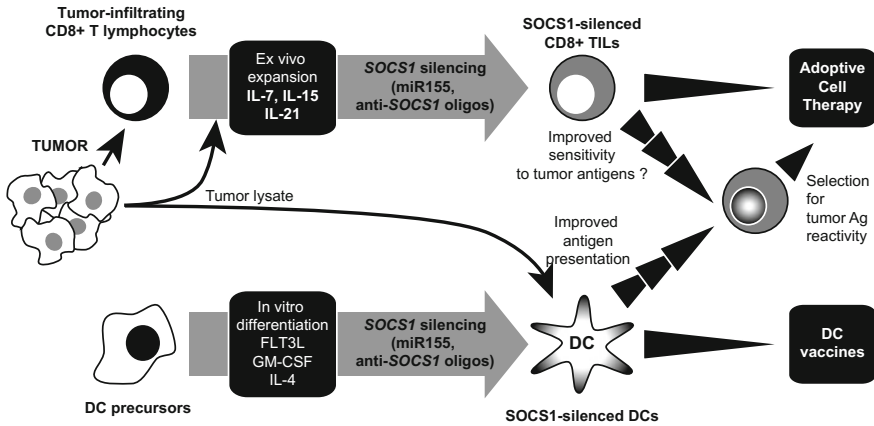 Tumor-infiltrating
CD8+ T lymphocytes
TUMOR
Ex vivo
expansion
IL-7, IL-15
IL-21
SOCS1 silencing
(miR155,
anti-SOCS1 oligos)
SOCS1-silenced
CD8+ TILs
Adoptive
Cell
Therapy
Improved
sensitivity
to tumor antigens ?
Selection
for
tumor Ag
reactivity
Tumor lysate
Improved
antigen
presentation
DC precursors
In vitro
differentiation
FLT3L
GM-CSF
IL-4
SOCS1 silencing
(miR155,
anti-SOCS1 oligos)
DC
SOCS1-silenced DCs
DC
vaccines